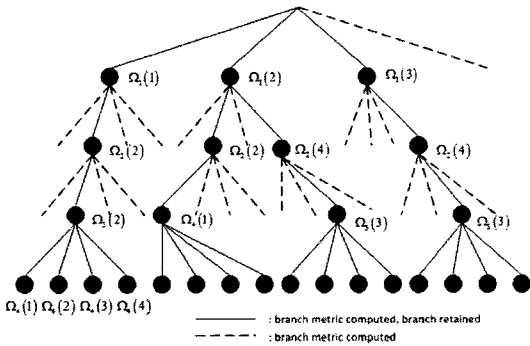 Ω₁(1) Ω₁(2) Ω₁(3)
Ω₂(2) Ω₂(2) Ω₂(4) Ω₂(4)
Ω₃(2) Ω₄(1) Ω₃(3) Ω₃(3)
Ω₄(1) Ω₄(2) Ω₄(3) Ω₄(4)
: branch metric computed, branch retained
: branch metric computed